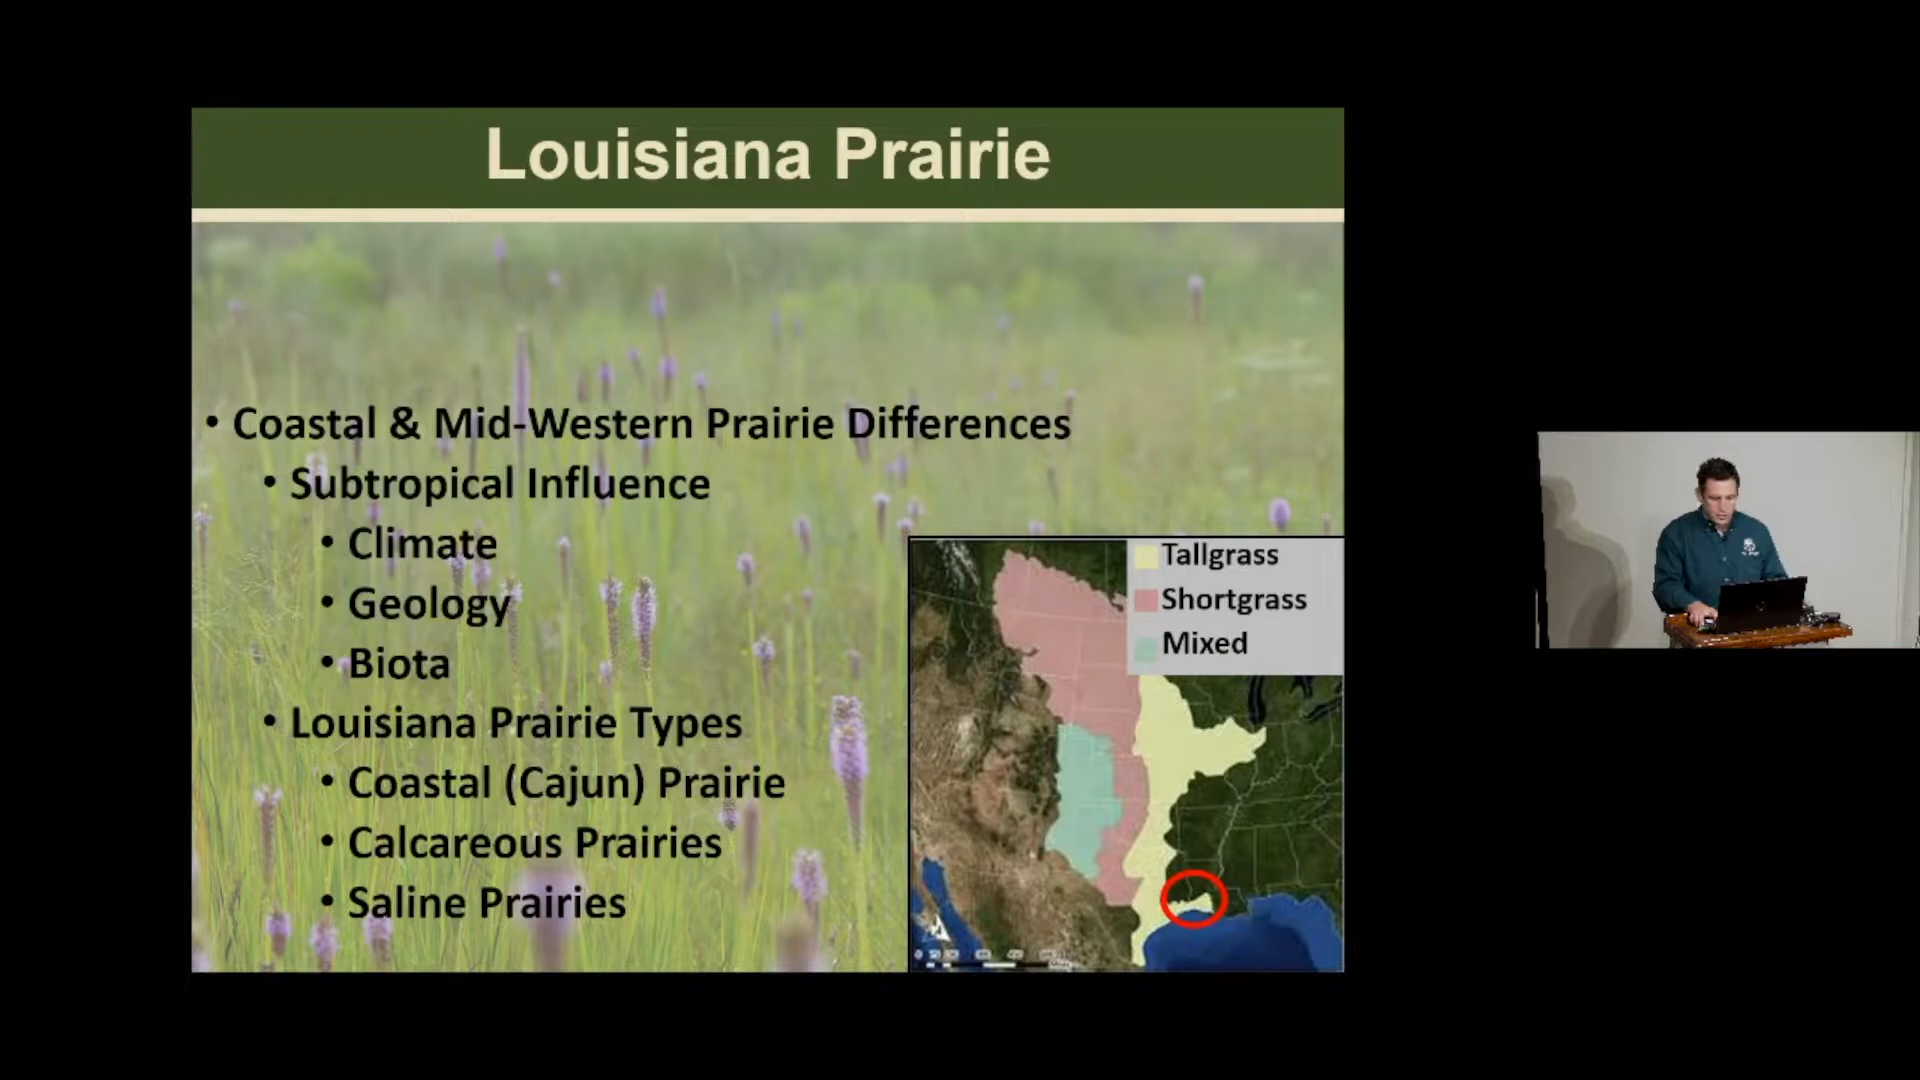 Louisiana Prairie
• Coastal & Mid-Western Prairie Differences
• Subtropical Influence
• Climate
• Geology
• Biota
• Louisiana Prairie Types
• Coastal (Cajun) Prairie
• Calcareous Prairies
• Saline Prairies
Tallgrass
Shortgrass
Mixed